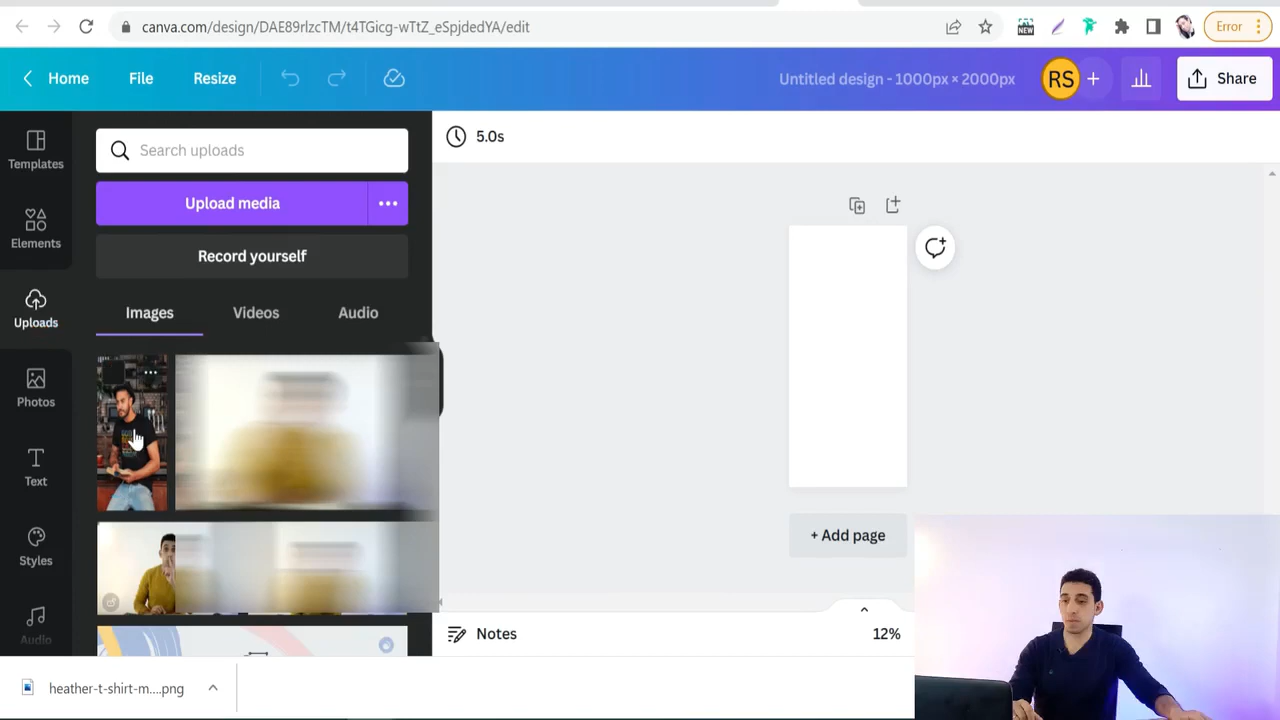 canva.com/design/DAE89rlzcTM/t4TGicg-wTtZ_eSpjdedYA/edit
NEW
Error
Home
File
Resize
Untitled design - 1000px × 2000px
RS
Share
Templates
Elements
Uploads
Photos
Text
Styles
Audio
Search uploads
Upload media
Record yourself
Images
Videos
Audio
5.0s
+ Add page
Notes
12%
heather-t-shirt-m....png